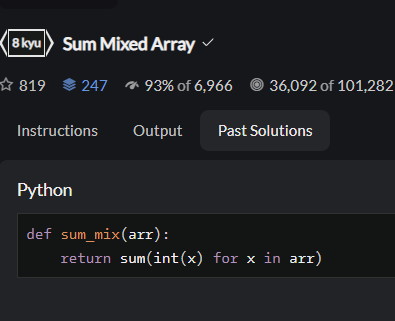 8 kyu Sum Mixed Array
819 247 93% of 6,966 36,092 of 101,282
Instructions Output Past Solutions
Python
def sum_mix(arr):
    return sum(int(x) for x in arr)